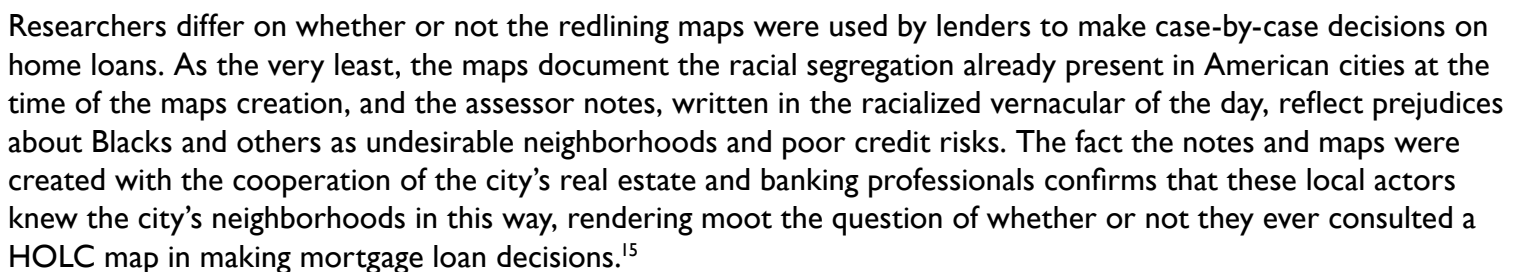 Researchers differ on whether or not the redlining maps were used by lenders to make case-by-case decisions on
home loans. As the very least, the maps document the racial segregation already present in American cities at the
time of the maps creation, and the assessor notes, written in the racialized vernacular of the day, reflect prejudices
about Blacks and others as undesirable neighborhoods and poor credit risks. The fact the notes and maps were
created with the cooperation of the city’s real estate and banking professionals confirms that these local actors
knew the city’s neighborhoods in this way, rendering moot the question of whether or not they ever consulted a
HOLC map in making mortgage loan decisions.¹⁵